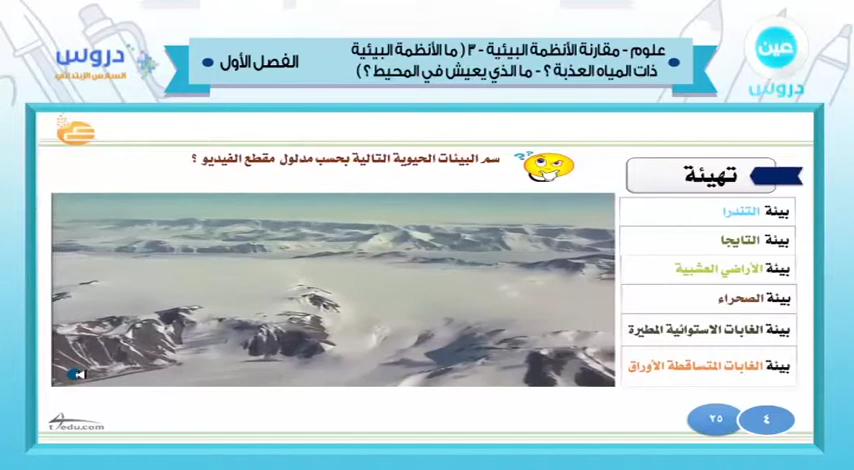 عين
دروس
علوم - مقارنة الأنظمة البيئية - ٣ ( ما الأنظمة البيئية
ذات المياه العذبة ؟ - ما الذي يعيش في المحيط ؟ )
الفصل الأول
دروس
السادس الإبتدائي
تهيئة
سم البيئات الحيوية التالية بحسب مدلول مقطع الفيديو ؟
بيئة التندرا
بيئة التايجا
بيئة الأراضي العشبية
بيئة الصحراء
بيئة الغابات الاستوائية المطيرة
بيئة الغابات المتساقطة الأوراق
٤
٢٥
t4edu.com